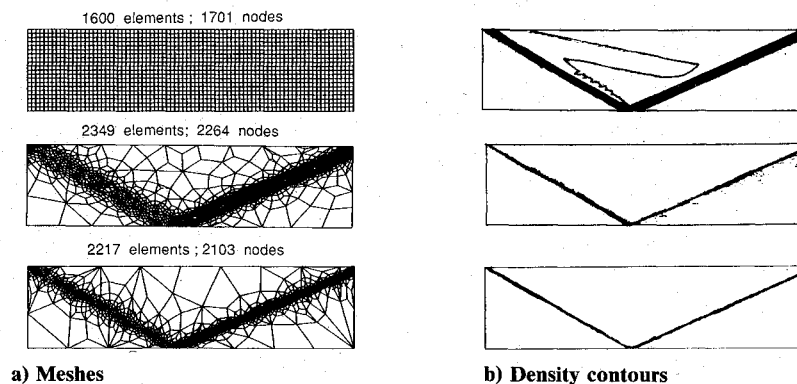 1600 elements ; 1701 nodes
2349 elements; 2264 nodes
2217 elements ; 2103 nodes
a) Meshes
b) Density contours